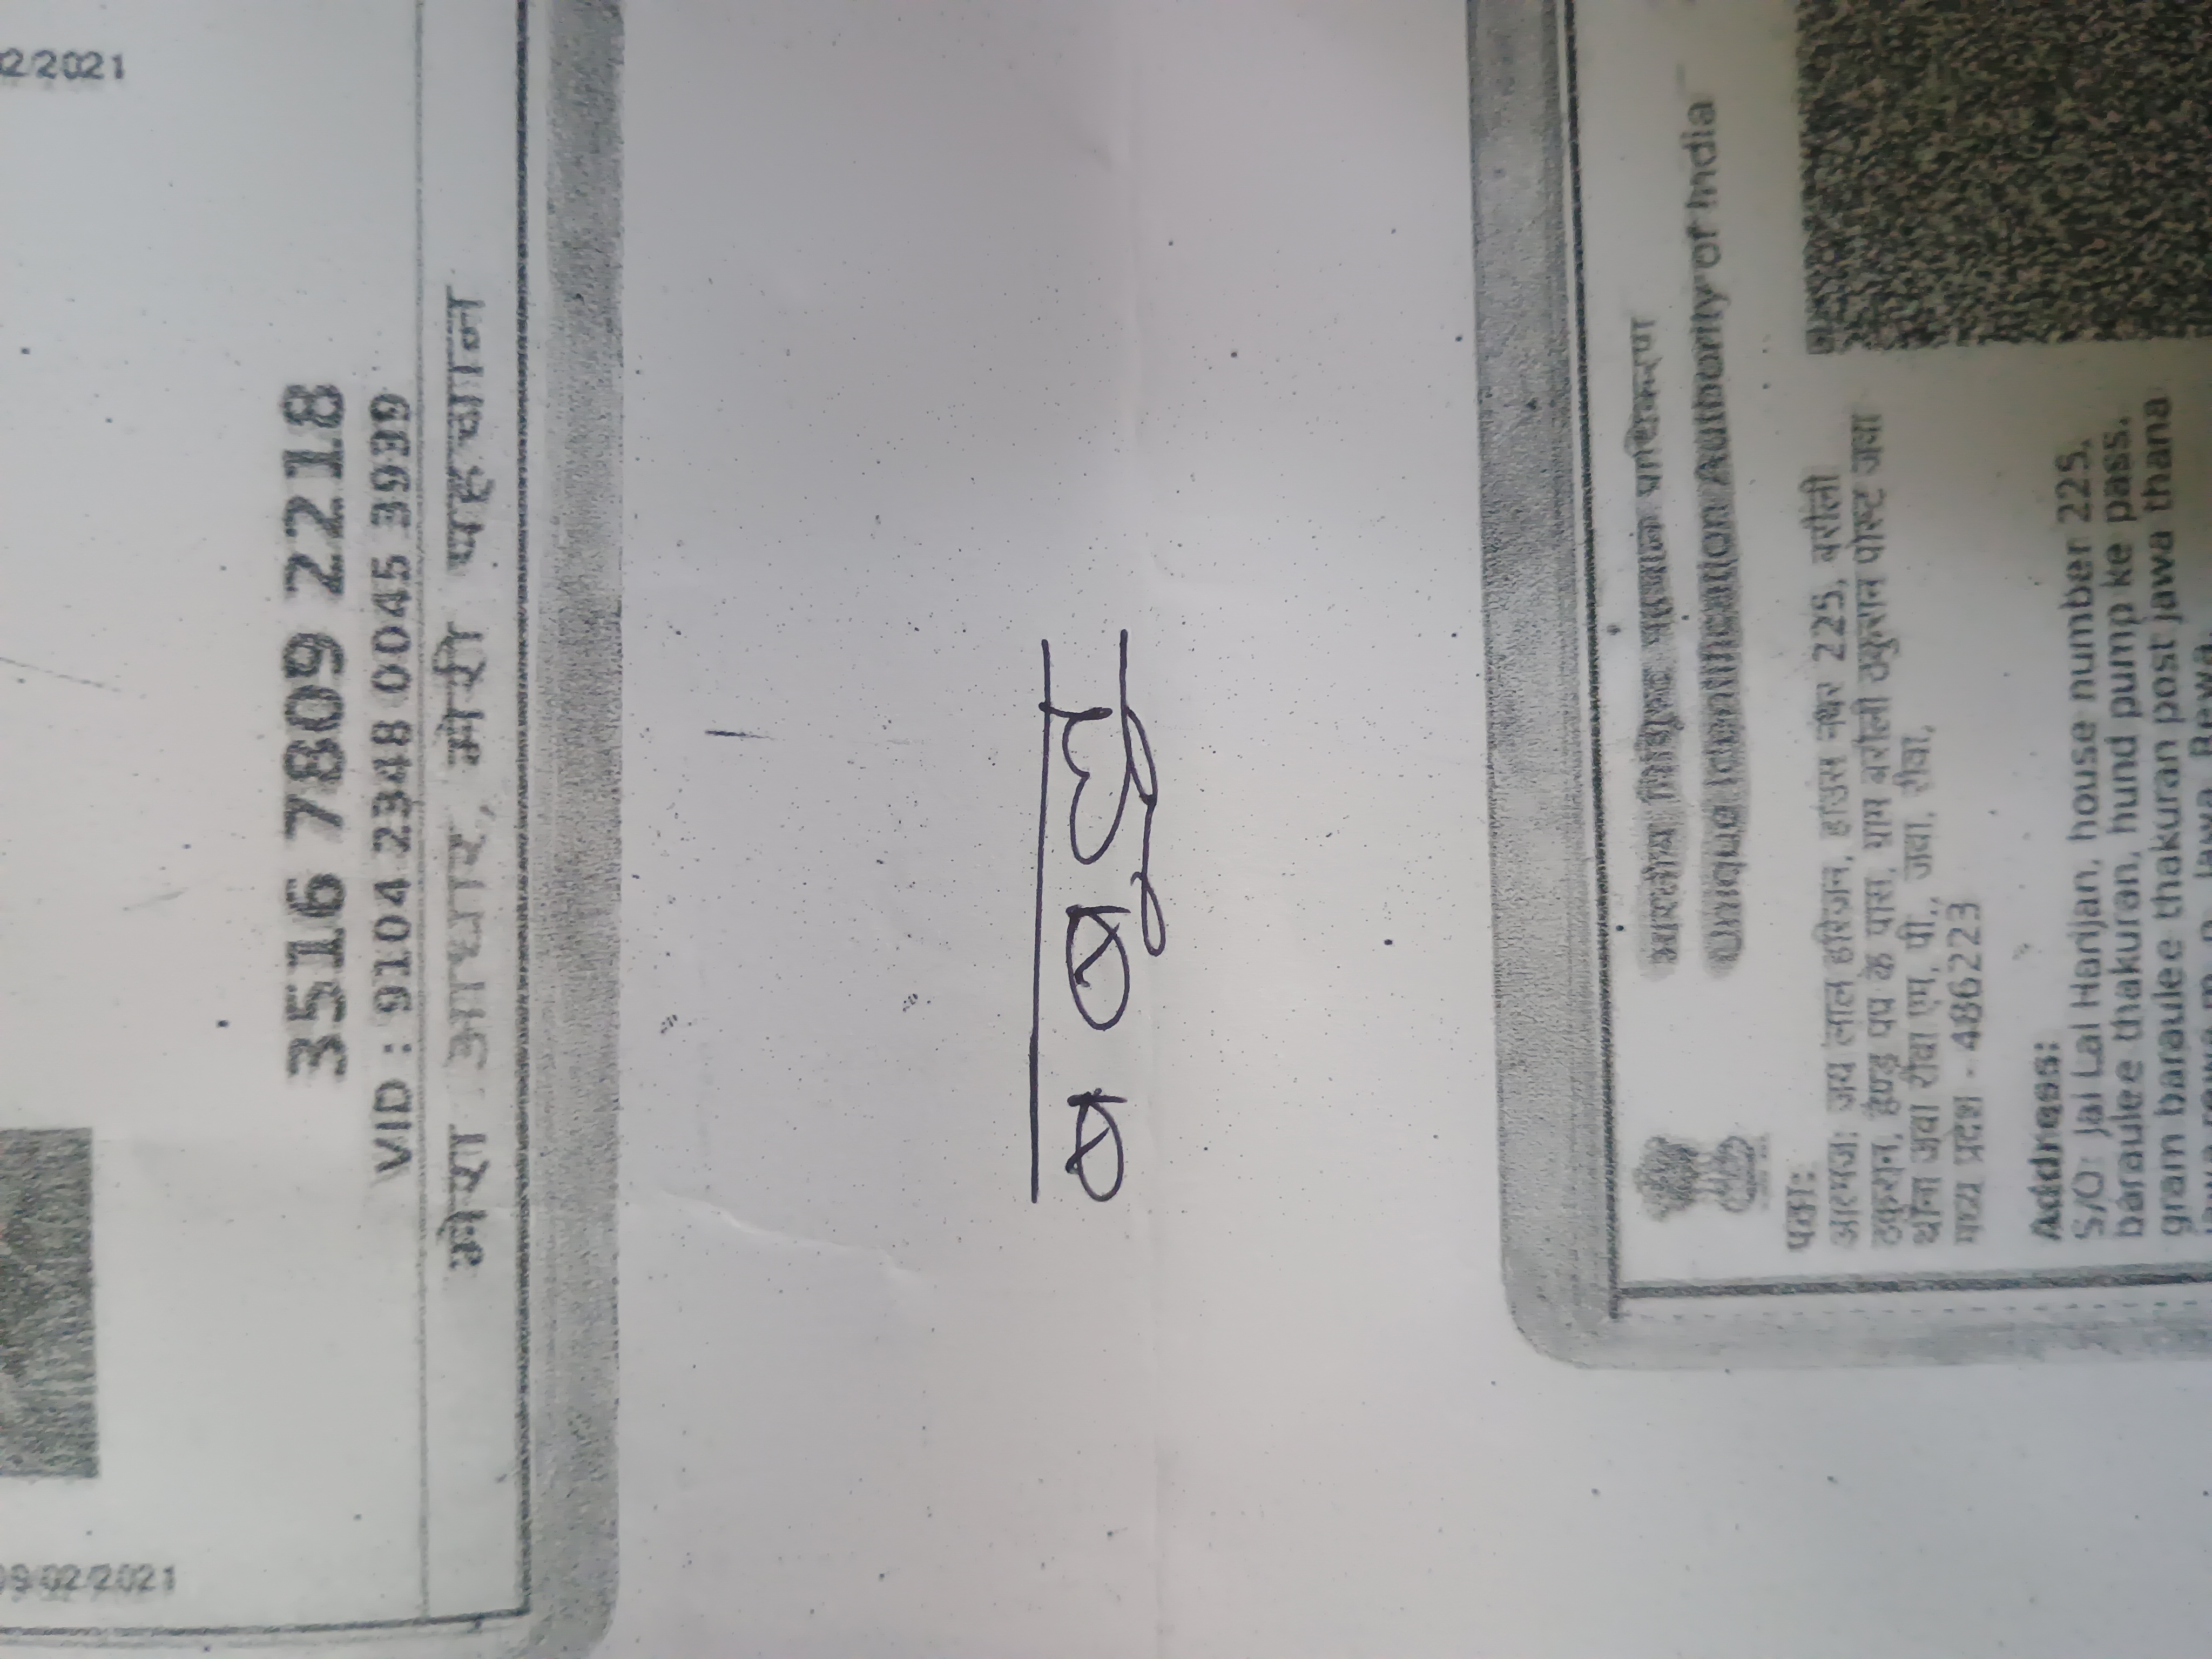 02/2021
3516 7809 2218
VID : 9104 2348 0045 3939
मेरा आधार, मेरी पहचान
09/02/2021
भारतीय विशिष्ट पहचान प्राधिकरण
Unique Identification Authority of India
पता:
आत्मज: जय लाल हरिजन, हाउस नंबर 225, बरौली
ठकुरान, हैण्ड पंप के पास, ग्राम बरौली ठकुरान पोस्ट जवा
थाना जवा रीवा एम. पी., जवा, रीवा,
मध्य प्रदेश - 486223
Address:
S/O: Jai Lal Harijan, house number 225,
baraulee thakuran, hund pump ke pass,
gram baraulee thakuran post jawa thana